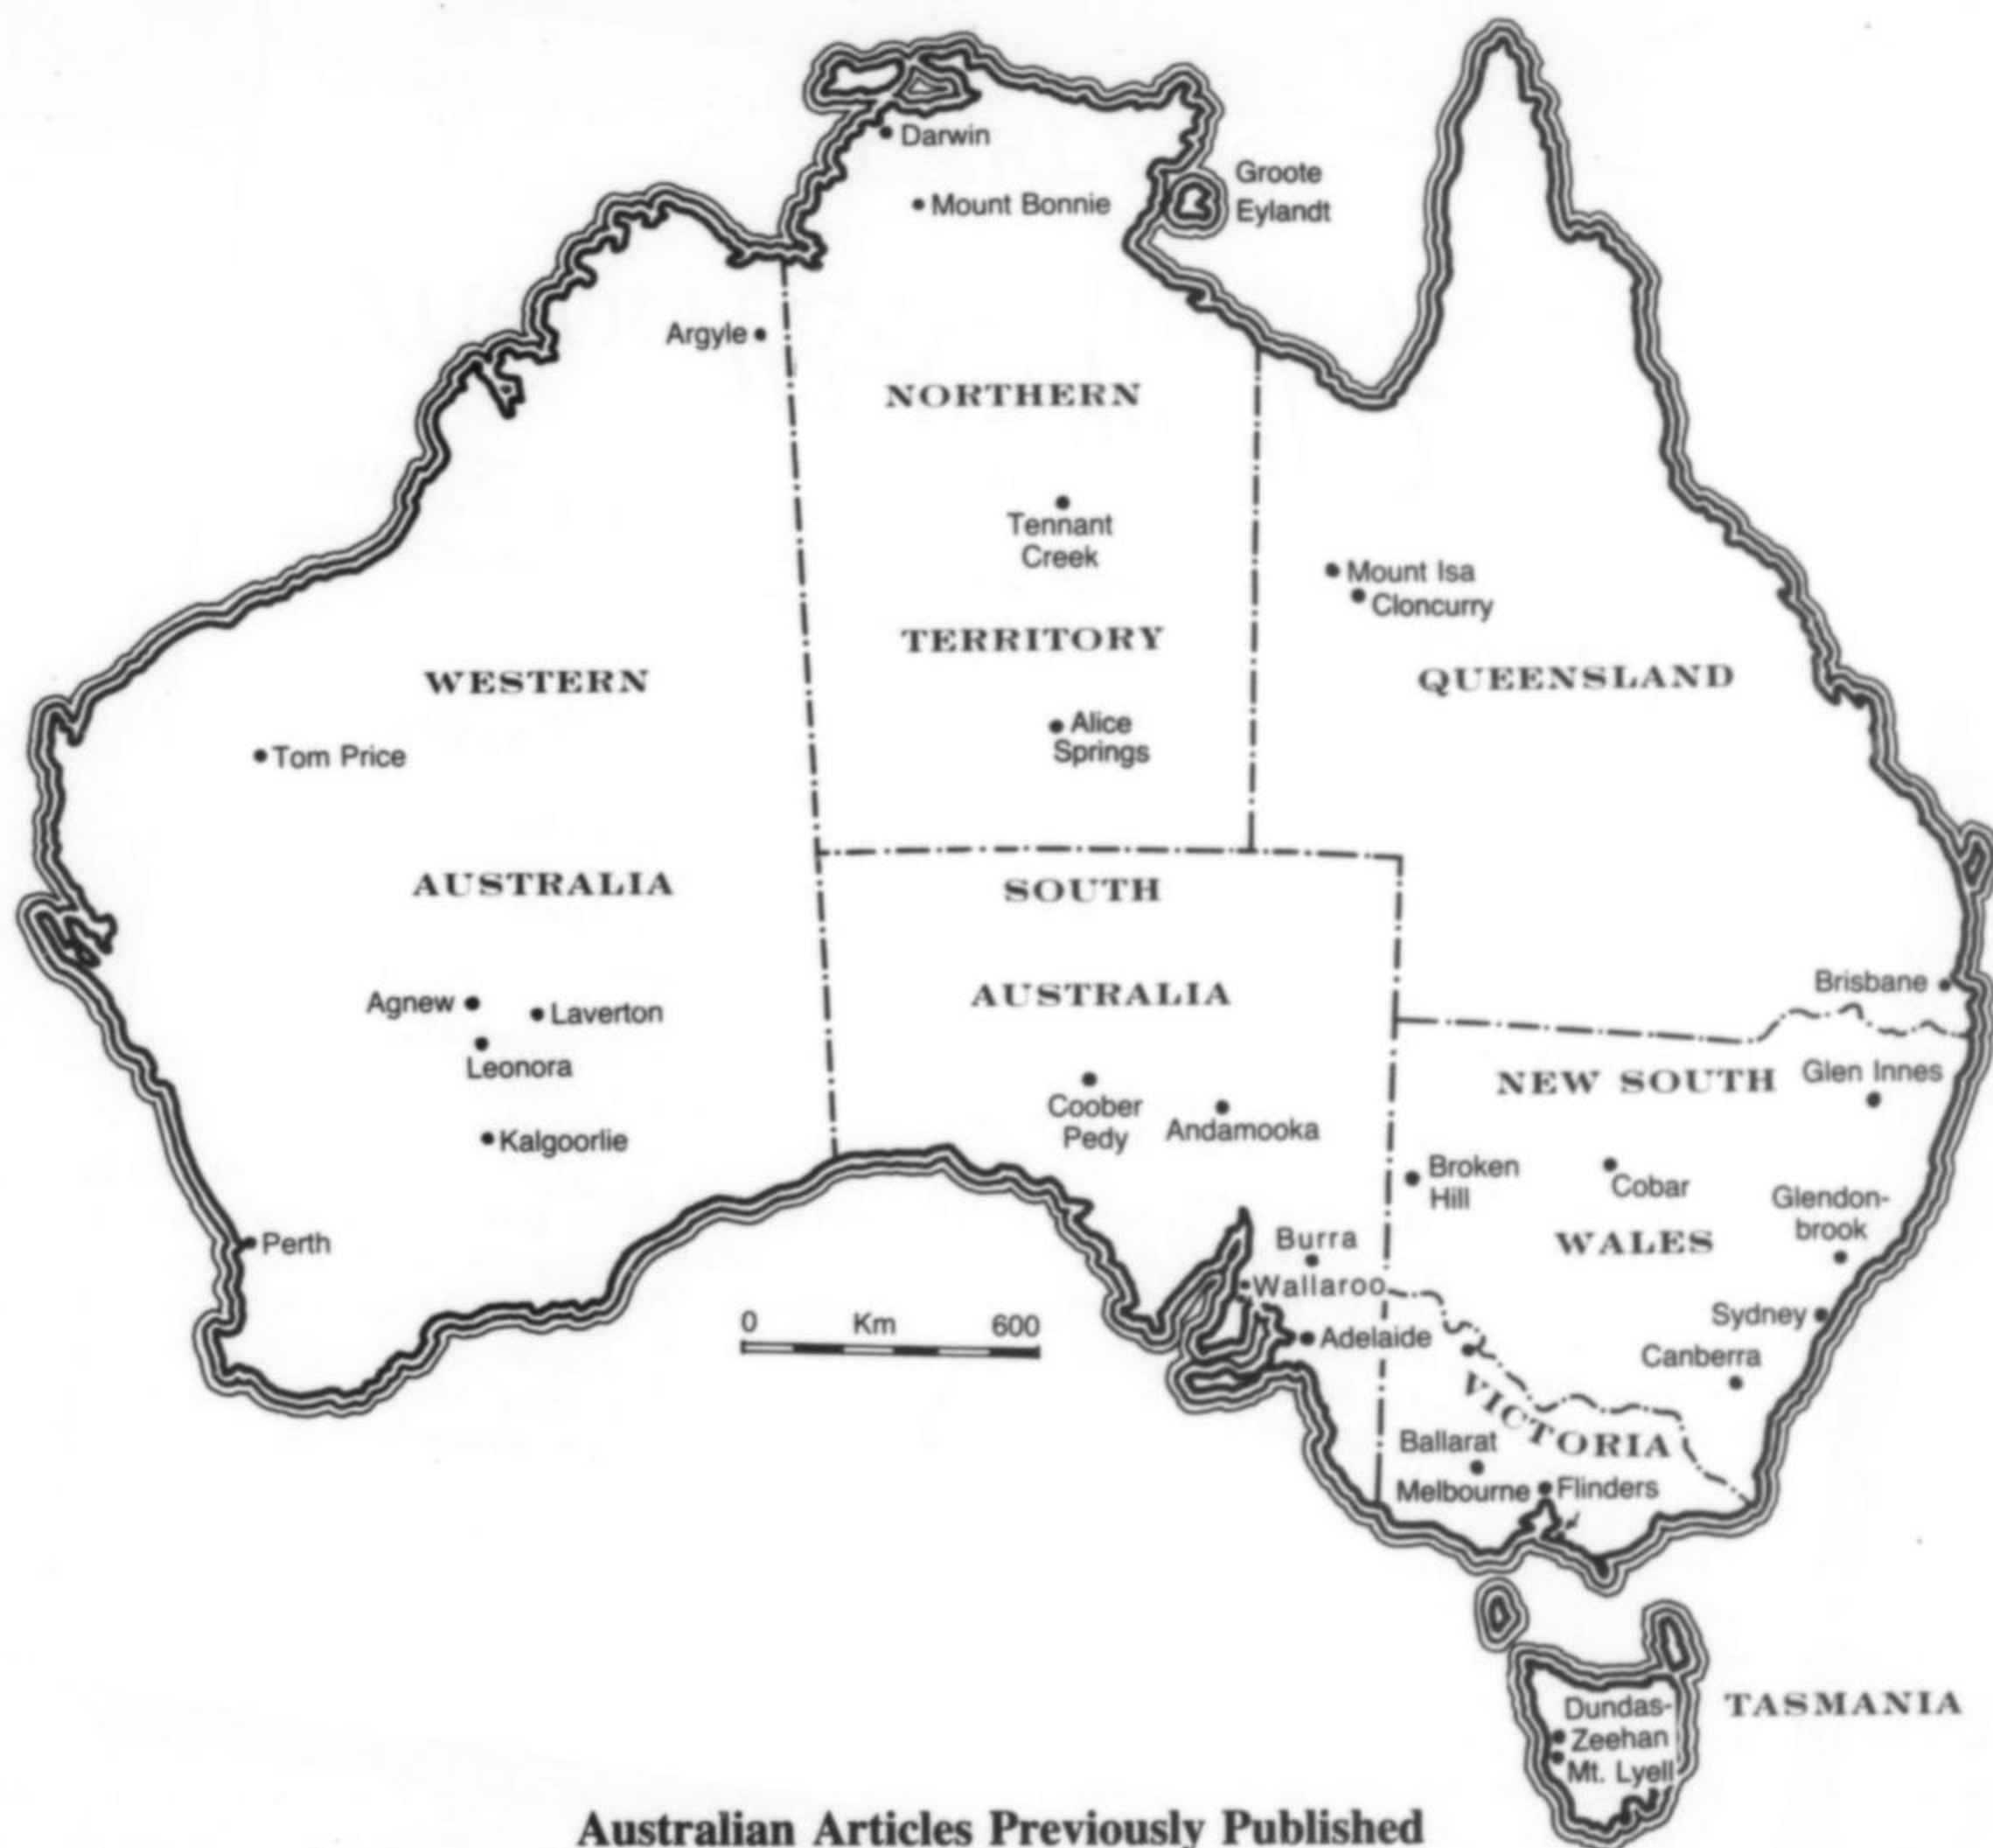 Darwin
Groote
Eylandt
Mount Bonnie
Argyle
NORTHERN
Tennant
Creek
Mount Isa
Cloncurry
TERRITORY
WESTERN
QUEENSLAND
Alice
Springs
Tom Price
AUSTRALIA
SOUTH
Brisbane
AUSTRALIA
Agnew
Laverton
Leonora
NEW SOUTH
Glen Innes
Coober
Pedy
Andamooka
Kalgoorlie
Broken
Hill
Cobar
Glendon-
brook
Perth
Burra
WALES
Wallaroo
0 Km 600
Adelaide
Sydney
Canberra
VICTORIA
Ballarat
Melbourne
Flinders
Dundas-
Zeehan
Mt. Lyell
TASMANIA
Australian Articles Previously Published